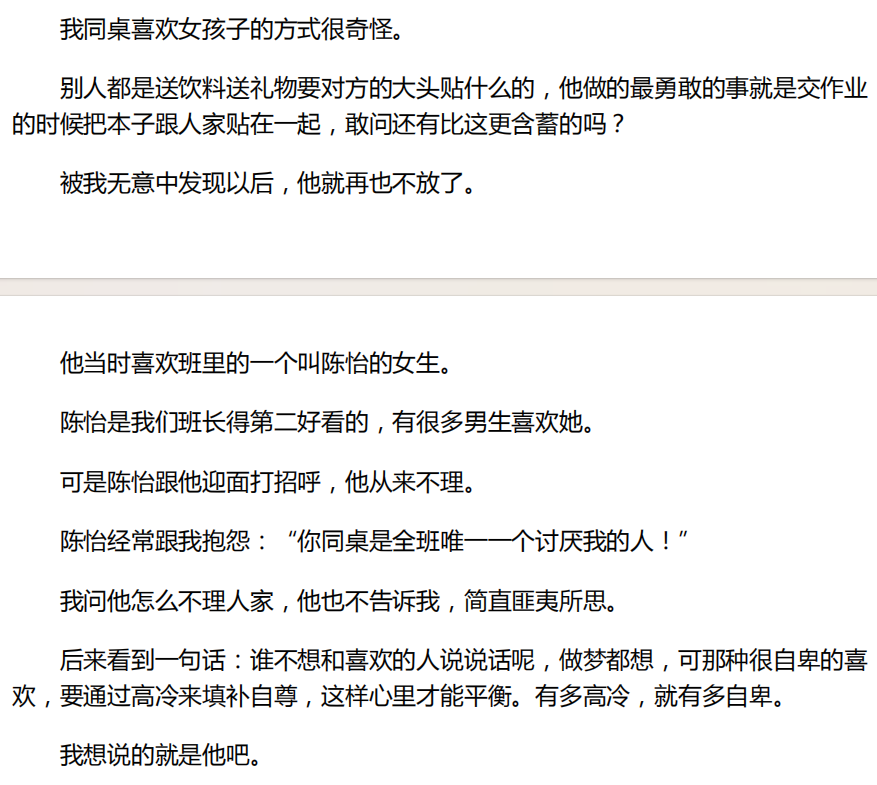 我同桌喜欢女孩子的方式很奇怪。
别人都是送饮料送礼物要对方的大头贴什么的，他做的最勇敢的事就是交作业
的时候把本子跟人家贴在一起，敢问还有比这更含蓄的吗？
被我无意中发现以后，他就再也不放了。
他当时喜欢班里的一个叫陈怡的女生。
陈怡是我们班长得第二好看的，有很多男生喜欢她。
可是陈怡跟他迎面打招呼，他从来不理。
陈怡经常跟我抱怨：“你同桌是全班唯一一个讨厌我的人！”
我问他怎么不理人家，他也不告诉我，简直匪夷所思。
后来看到一句话：谁不想和喜欢的人说说话呢，做梦都想，可那种很自卑的喜
欢，要通过高冷来填补自尊，这样心里才能平衡。有多高冷，就有多自卑。
我想说的就是他吧。